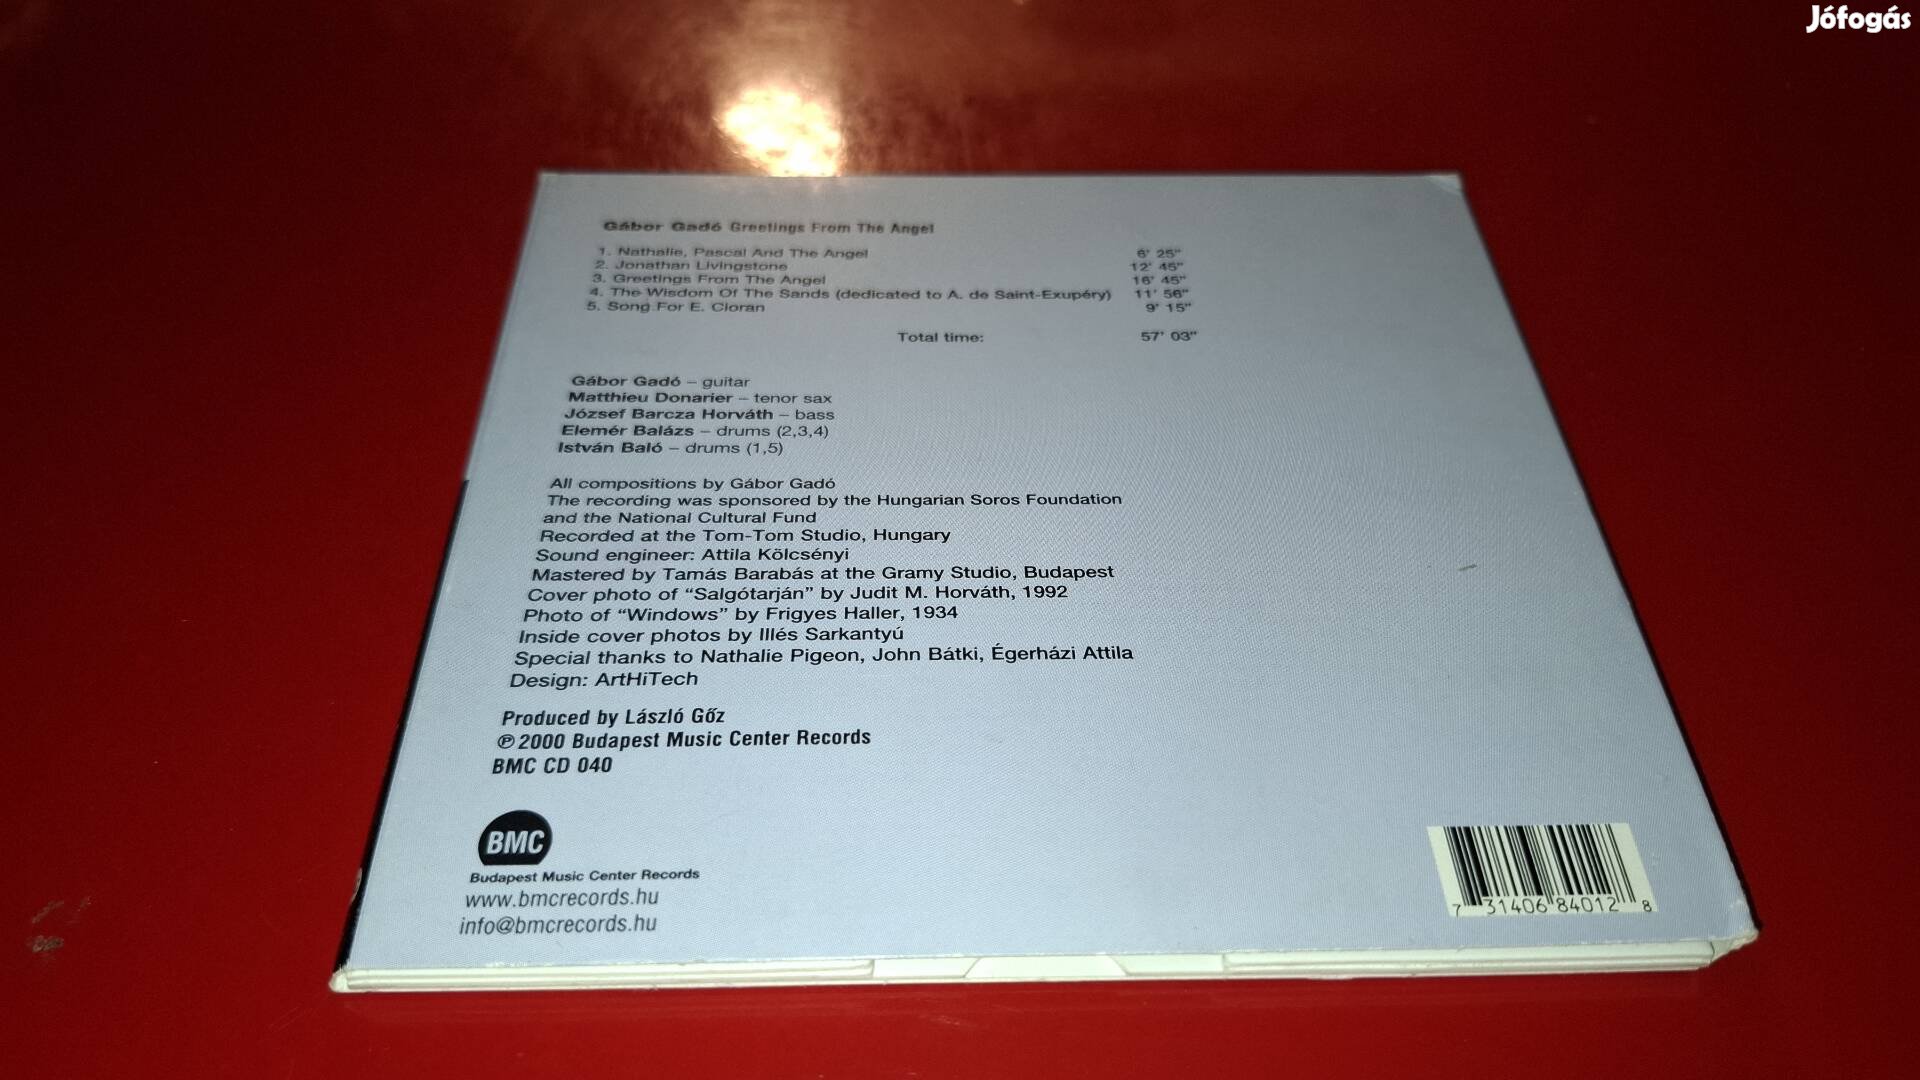 Jófogás
Gábor Gadó Greetings From The Angel
1. Nathalie, Pascal And The Angel 6' 25"
2. Jonathan Livingstone 12' 45"
3. Greetings From The Angel 16' 45"
4. The Wisdom Of The Sands (dedicated to A. de Saint-Exupéry) 11' 56"
5. Song For E. Cioran 9' 15"
Total time: 57' 03"
Gábor Gadó – guitar
Matthieu Donarier – tenor sax
József Barcza Horváth – bass
Elemér Balázs – drums (2,3,4)
István Baló – drums (1,5)
All compositions by Gábor Gadó
The recording was sponsored by the Hungarian Soros Foundation
and the National Cultural Fund
Recorded at the Tom-Tom Studio, Hungary
Sound engineer: Attila Kölcsényi
Mastered by Tamás Barabás at the Gramy Studio, Budapest
Cover photo of “Salgótarján” by Judit M. Horváth, 1992
Photo of “Windows” by Frigyes Haller, 1934
Inside cover photos by Illés Sarkantyú
Special thanks to Nathalie Pigeon, John Bátki, Égerházi Attila
Design: ArtHiTech
Produced by László Gőz
℗ 2000 Budapest Music Center Records
BMC CD 040
BMC
Budapest Music Center Records
www.bmcrecords.hu
info@bmcrecords.hu
7 31406 84012 8